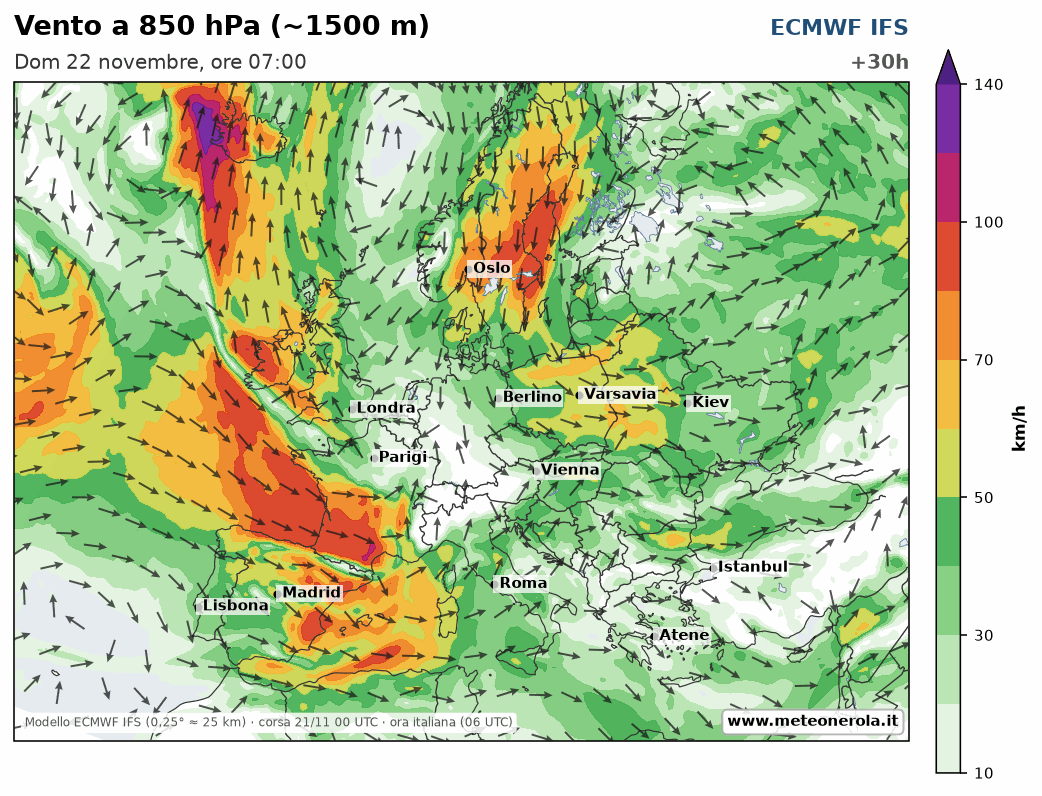 Vento a 850 hPa (~1500 m)
ECMWF IFS
Dom 22 novembre, ore 07:00
+30h
140
100
70
50
30
10
km/h
Oslo
Londra
Berlino
Varsavia
Kiev
Parigi
Vienna
Roma
Istanbul
Madrid
Lisbona
Atene
Modello ECMWF IFS (0,25° ≈ 25 km) · corsa 21/11 00 UTC · ora italiana (06 UTC)
www.meteonerola.it